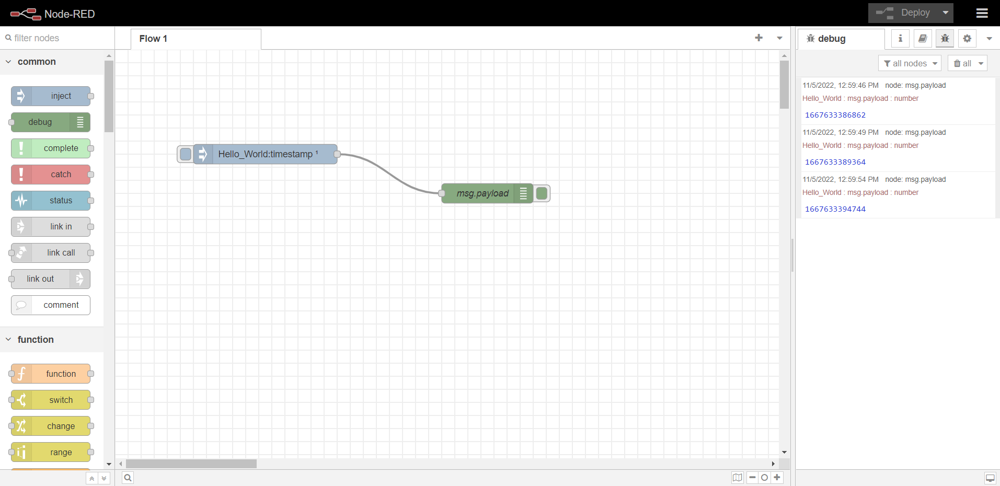 Node-RED
Deploy
filter nodes
common
inject
debug
complete
catch
status
link in
link call
link out
comment
function
function
switch
change
range
Flow 1
Hello_World:timestamp ¹
msg.payload
debug
all nodes
all
11/5/2022, 12:59:46 PM node: msg.payload
Hello_World : msg.payload : number
1667633386862
11/5/2022, 12:59:49 PM node: msg.payload
Hello_World : msg.payload : number
1667633389364
11/5/2022, 12:59:54 PM node: msg.payload
Hello_World : msg.payload : number
1667633394744